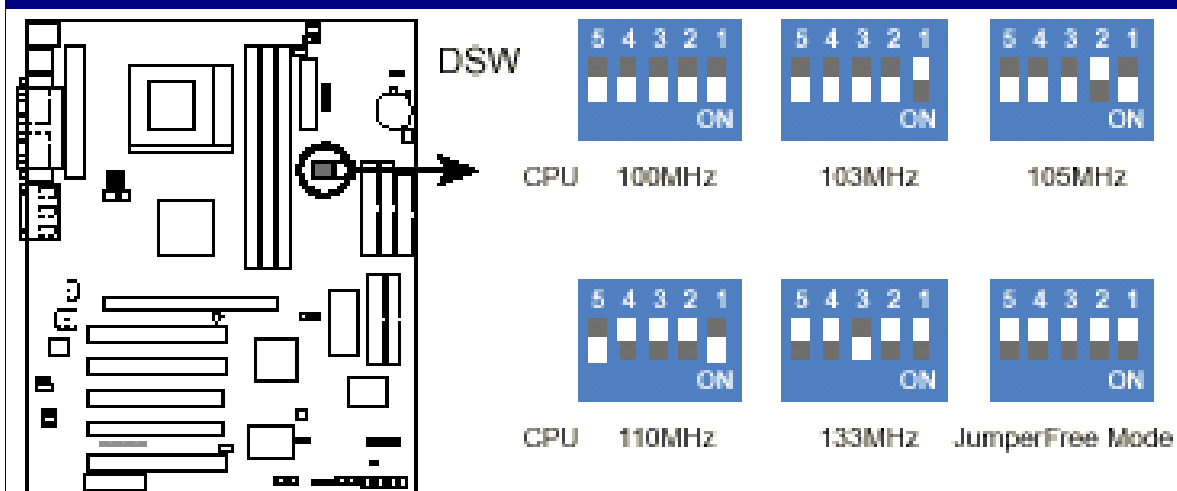 DSW
5 4 3 2 1
ON
5 4 3 2 1
ON
5 4 3 2 1
ON
CPU 100MHz 103MHz 105MHz
5 4 3 2 1
ON
5 4 3 2 1
ON
5 4 3 2 1
ON
CPU 110MHz 133MHz JumperFree Mode